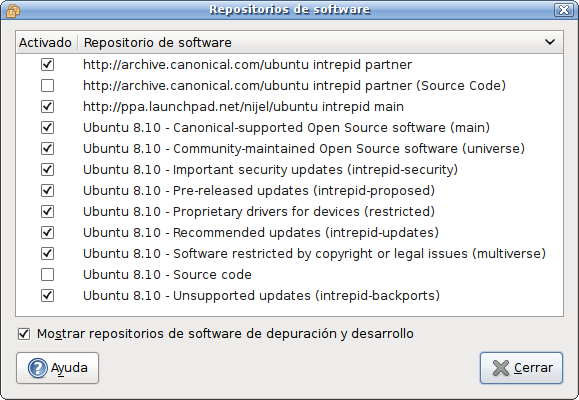 Repositorios de software
Activado Repositorio de software
http://archive.canonical.com/ubuntu intrepid partner
http://archive.canonical.com/ubuntu intrepid partner (Source Code)
http://ppa.launchpad.net/nijel/ubuntu intrepid main
Ubuntu 8.10 - Canonical-supported Open Source software (main)
Ubuntu 8.10 - Community-maintained Open Source software (universe)
Ubuntu 8.10 - Important security updates (intrepid-security)
Ubuntu 8.10 - Pre-released updates (intrepid-proposed)
Ubuntu 8.10 - Proprietary drivers for devices (restricted)
Ubuntu 8.10 - Recommended updates (intrepid-updates)
Ubuntu 8.10 - Software restricted by copyright or legal issues (multiverse)
Ubuntu 8.10 - Source code
Ubuntu 8.10 - Unsupported updates (intrepid-backports)
Mostrar repositorios de software de depuración y desarrollo
Ayuda Cerrar